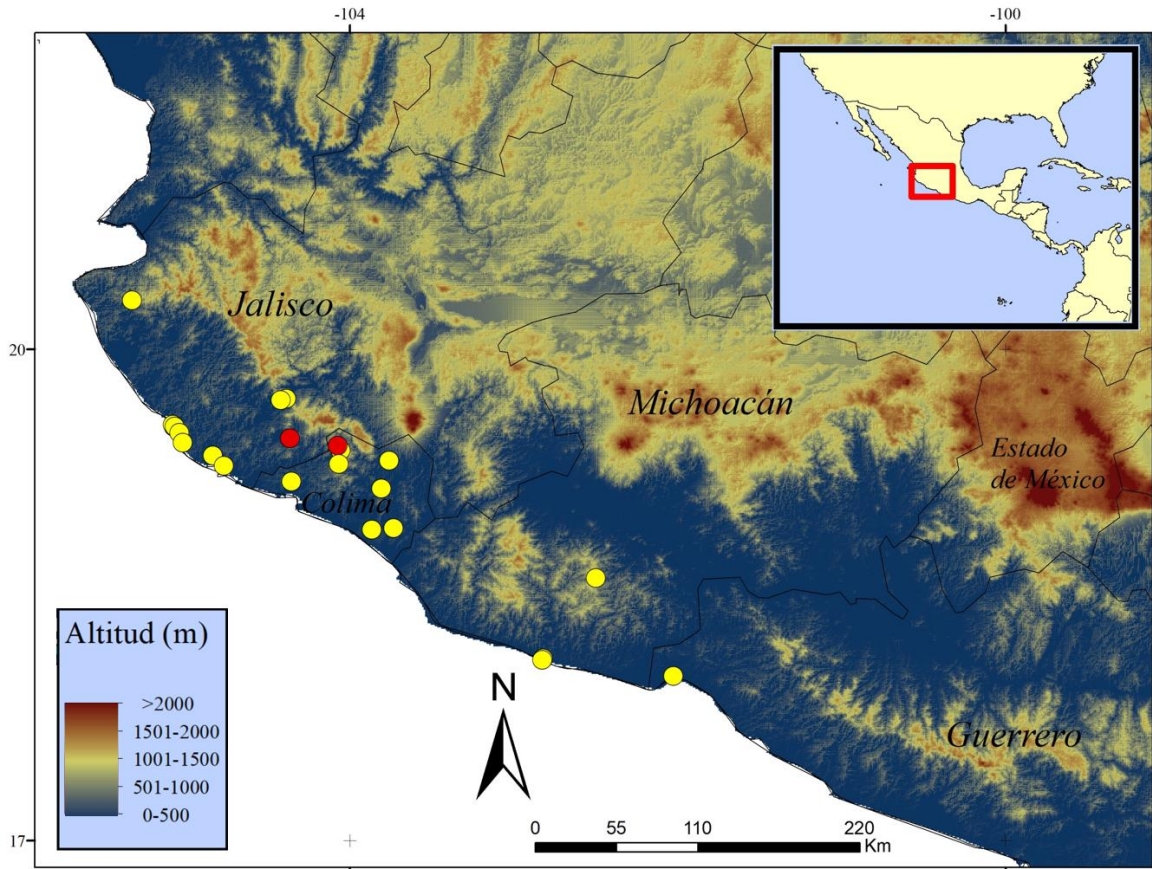 -104
-100
Jalisco
20
Michoacán
Estado
de México
Colima
Altitud (m)
>2000
1501-2000
1001-1500
501-1000
0-500
N
Guerrero
0
55
110
220
Km
17